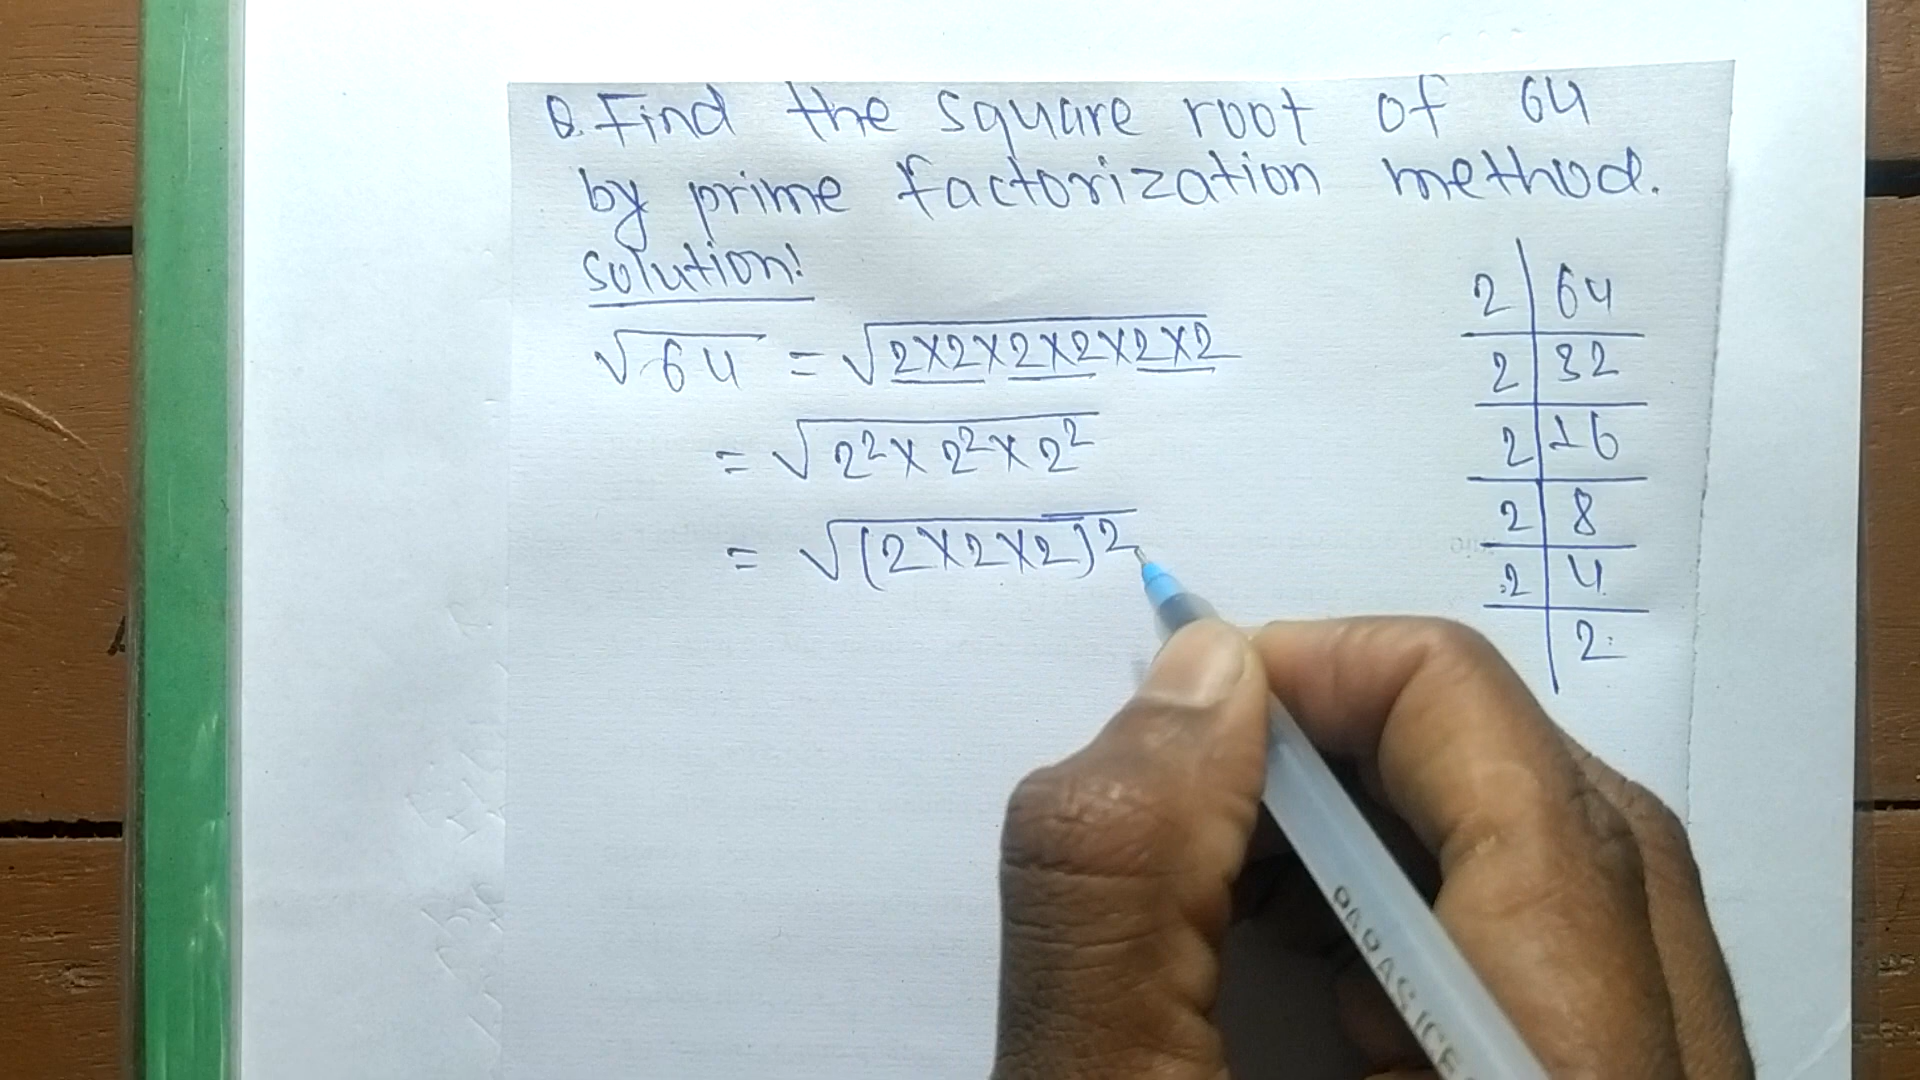 Q. Find the square root of 64
by prime factorization method.
solution:
√64 = √2×2×2×2×2×2
= √2²×2²×2²
= √(2×2×2)²
2 | 64
2 | 32
2 | 16
2 | 8
2 | 4
2